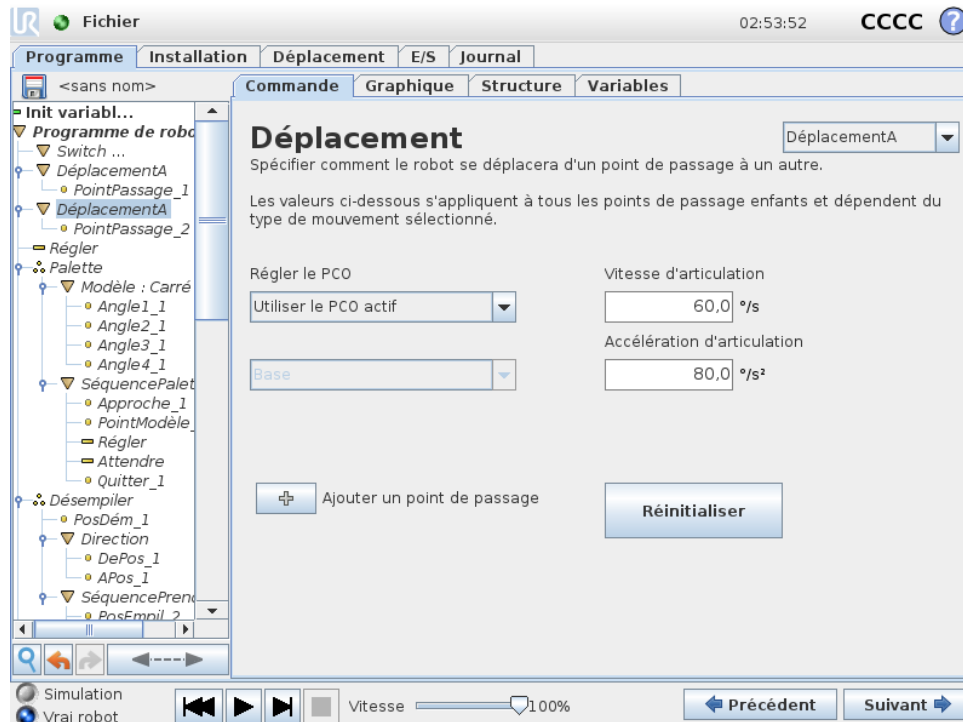 UR Fichier 02:53:52 CCCC ?
Programme Installation Déplacement E/S Journal
<sans nom>
Commande Graphique Structure Variables
Init variabl...
Programme de robo
Switch ...
DéplacementA
PointPassage_1
DéplacementA
PointPassage_2
Régler
Palette
Modèle : Carré
Angle1_1
Angle2_1
Angle3_1
Angle4_1
SéquencePalet
Approche_1
PointModèle_
Régler
Attendre
Quitter_1
Désempiler
PosDém_1
Direction
DePos_1
APos_1
SéquencePrend
PosEmpil_2
Déplacement
DéplacementA
Spécifier comment le robot se déplacera d'un point de passage à un autre.
Les valeurs ci-dessous s'appliquent à tous les points de passage enfants et dépendent du
type de mouvement sélectionné.
Régler le PCO
Utiliser le PCO actif
Base
Vitesse d'articulation
60,0 °/s
Accélération d'articulation
80,0 °/s²
Ajouter un point de passage
Réinitialiser
Simulation
Vrai robot
Vitesse 100%
Précédent
Suivant